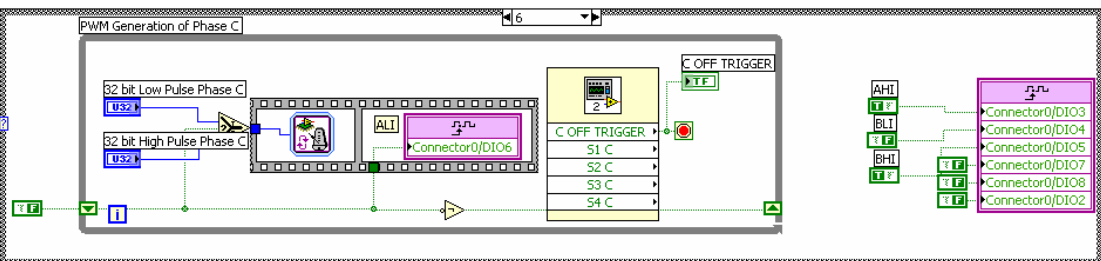 6
PWM Generation of Phase C
C OFF TRIGGER
TF
32 bit Low Pulse Phase C
U32
32 bit High Pulse Phase C
U32
ALI
Connector0/DIO6
2
C OFF TRIGGER
S1 C
S2 C
S3 C
S4 C
F
i
?
AHI
T
BLI
F
BHI
T
F
F
F
Connector0/DIO3
Connector0/DIO4
Connector0/DIO5
Connector0/DIO7
Connector0/DIO8
Connector0/DIO2